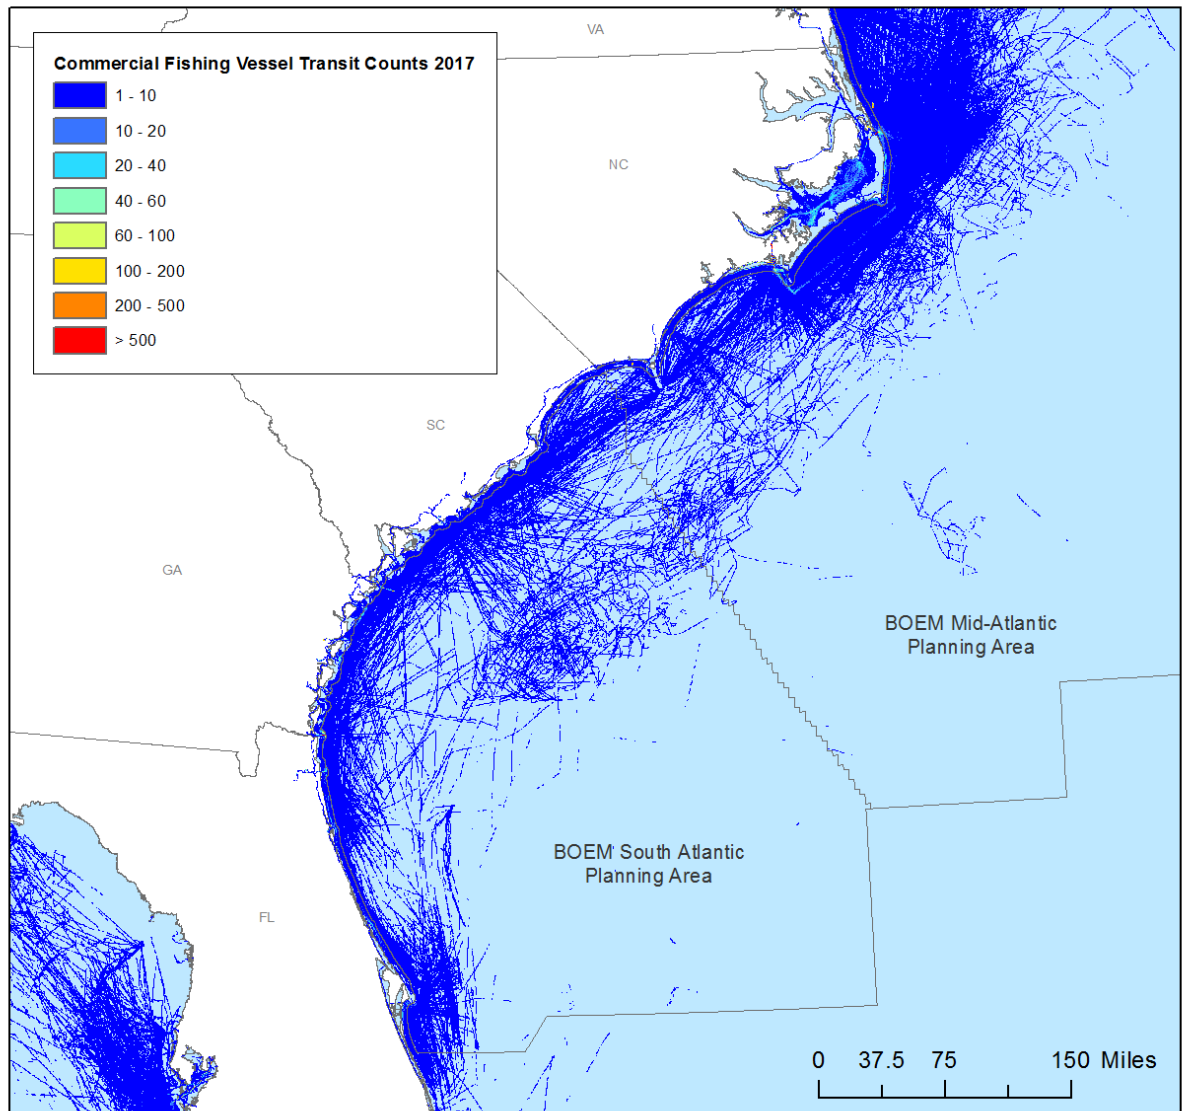 VA
Commercial Fishing Vessel Transit Counts 2017
1 - 10
10 - 20
20 - 40
40 - 60
60 - 100
100 - 200
200 - 500
> 500
NC
SC
GA
BOEM Mid-Atlantic
Planning Area
BOEM South Atlantic
Planning Area
FL
0 37.5 75 150 Miles